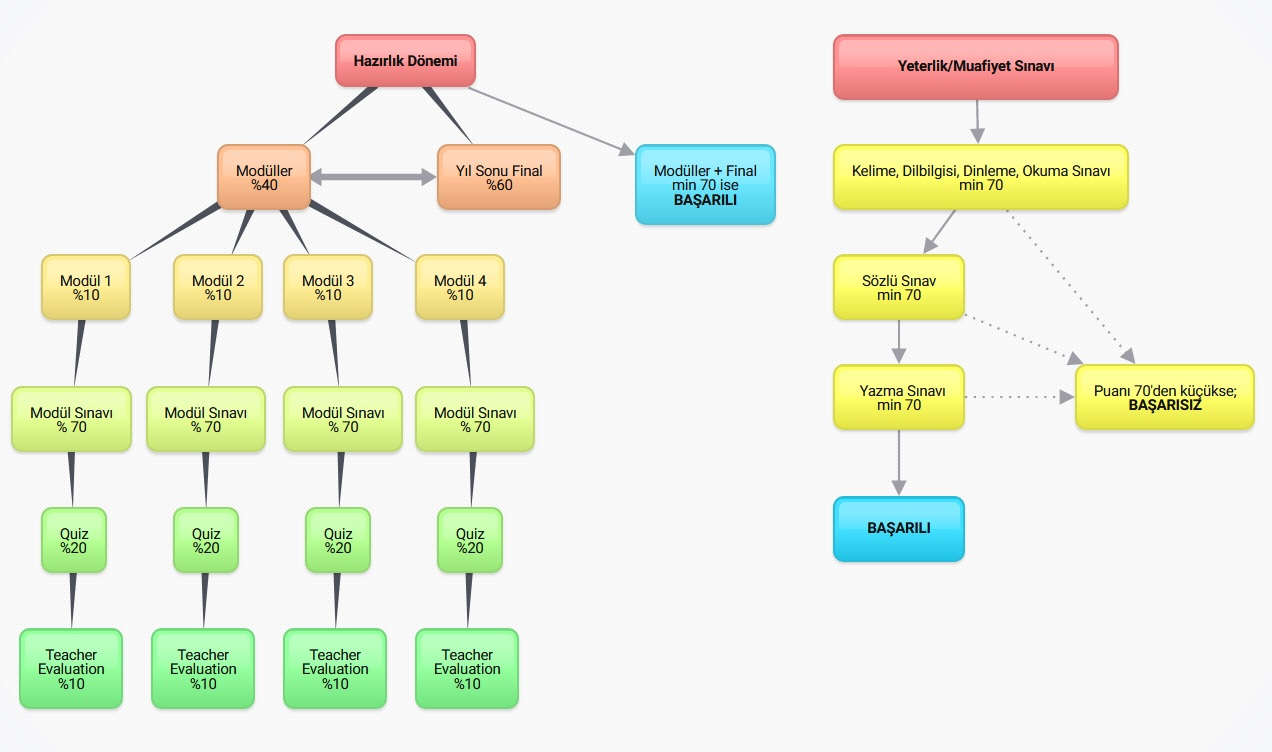 Hazırlık Dönemi
Modüller
%40
Yıl Sonu Final
%60
Modüller + Final
min 70 ise
BAŞARILI
Modül 1
%10
Modül 2
%10
Modül 3
%10
Modül 4
%10
Modül Sınavı
% 70
Modül Sınavı
% 70
Modül Sınavı
% 70
Modül Sınavı
% 70
Quiz
%20
Quiz
%20
Quiz
%20
Quiz
%20
Teacher
Evaluation
%10
Teacher
Evaluation
%10
Teacher
Evaluation
%10
Teacher
Evaluation
%10
Yeterlik/Muafiyet Sınavı
Kelime, Dilbilgisi, Dinleme, Okuma Sınavı
min 70
Sözlü Sınav
min 70
Yazma Sınavı
min 70
Puanı 70'den küçükse;
BAŞARISIZ
BAŞARILI